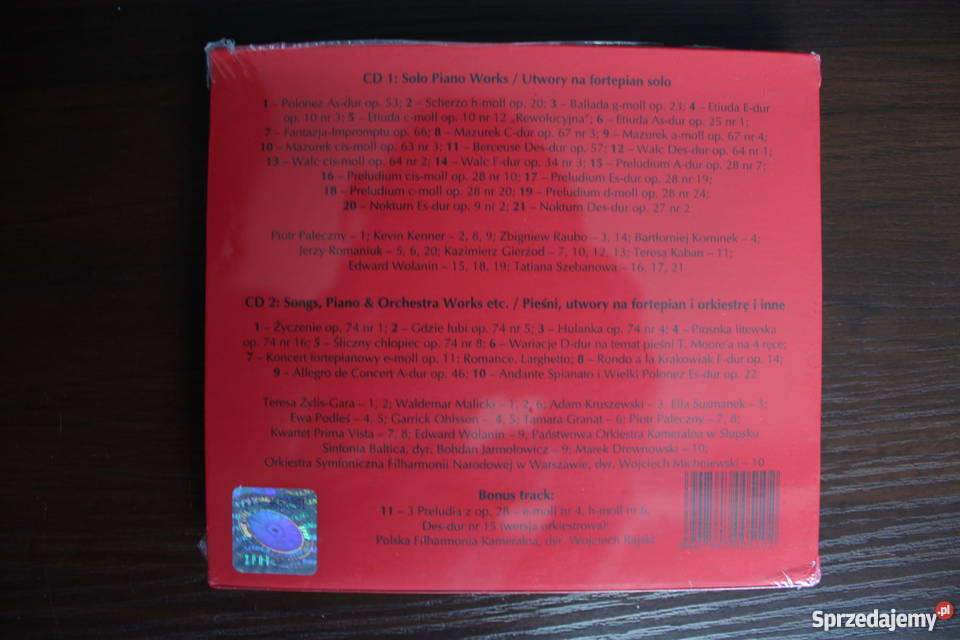 CD 1: Solo Piano Works / Utwory na fortepian solo
1 – Polonez As-dur op. 53; 2 – Scherzo h-moll op. 20; 3 – Ballada g-moll op. 23; 4 – Etiuda E-dur
op. 10 nr 3; 5 – Etiuda c-moll op. 10 nr 12 „Rewolucyjna"; 6 – Etiuda As-dur op. 25 nr 1;
7 – Fantazja-Impromptu op. 66; 8 – Mazurek C-dur op. 67 nr 3; 9 – Mazurek a-moll op. 67 nr 4;
10 – Mazurek cis-moll op. 63 nr 3; 11 – Berceuse Des-dur op. 57; 12 – Walc Des-dur op. 64 nr 1;
13 – Walc cis-moll op. 64 nr 2; 14 – Walc F-dur op. 34 nr 3; 15 – Preludium A-dur op. 28 nr 7;
16 – Preludium cis-moll op. 28 nr 10; 17 – Preludium Es-dur op. 28 nr 19;
18 – Preludium c-moll op. 28 nr 20; 19 – Preludium d-moll op. 28 nr 24;
20 – Nokturn Es-dur op. 9 nr 2; 21 – Nokturn Des-dur op. 27 nr 2
Piotr Paleczny – 1; Kevin Kenner – 2, 8, 9; Zbigniew Raubo – 3, 14; Bartłomiej Kominek – 4;
Jerzy Romaniuk – 5, 6, 20; Kazimierz Gierżod – 7, 10, 12, 13; Teresa Kaban – 11;
Edward Wolanin – 15, 18, 19; Tatiana Szebanowa – 16, 17, 21
CD 2: Songs, Piano & Orchestra Works etc. / Pieśni, utwory na fortepian i orkiestrę i inne
1 – Życzenie op. 74 nr 1; 2 – Gdzie lubi op. 74 nr 5; 3 – Hulanka op. 74 nr 4; 4 – Piosnka litewska
op. 74 nr 16; 5 – Śliczny chłopiec op. 74 nr 8; 6 – Wariacje D-dur na temat pieśni T. Moore'a na 4 ręce;
7 – Koncert fortepianowy e-moll op. 11: Romance. Larghetto; 8 – Rondo a la Krakowiak F-dur op. 14;
9 – Allegro de Concert A-dur op. 46; 10 – Andante Spianato i Wielki Polonez Es-dur op. 22
Teresa Żylis-Gara – 1, 2; Waldemar Malicki – 1, 2, 6; Adam Kruszewski – 3; Ella Susmanek – 3;
Ewa Podleś – 4, 5; Garrick Ohlsson – 4, 5; Tamara Granat – 6; Piotr Paleczny – 7, 8;
Kwartet Prima Vista – 7, 8; Edward Wolanin – 9; Państwowa Orkiestra Kameralna w Słupsku
Sinfonia Baltica, dyr. Bohdan Jarmołowicz – 9; Marek Drewnowski – 10;
Orkiestra Symfoniczna Filharmonii Narodowej w Warszawie, dyr. Wojciech Michniewski – 10
Bonus track:
11 – 3 Preludia z op. 28 – e-moll nr 4, h-moll nr 6,
Des-dur nr 15 (wersja orkiestrowa);
Polska Filharmonia Kameralna, dyr. Wojciech Rajski
ZPAV
Sprzedajemy.pl